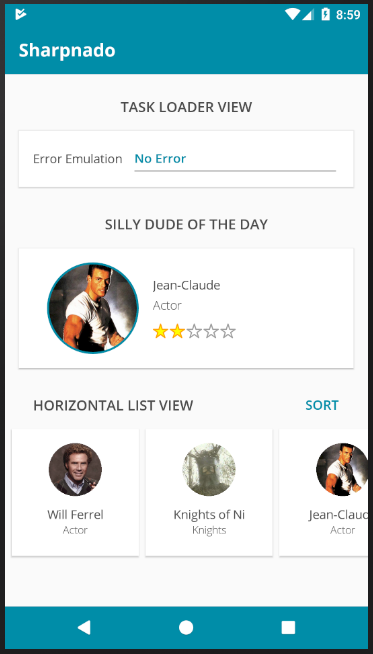 8:59
Sharpnado
TASK LOADER VIEW
Error Emulation No Error
SILLY DUDE OF THE DAY
Jean-Claude
Actor
HORIZONTAL LIST VIEW SORT
Will Ferrel Knights of Ni Jean-Claud
Actor Knights Actor